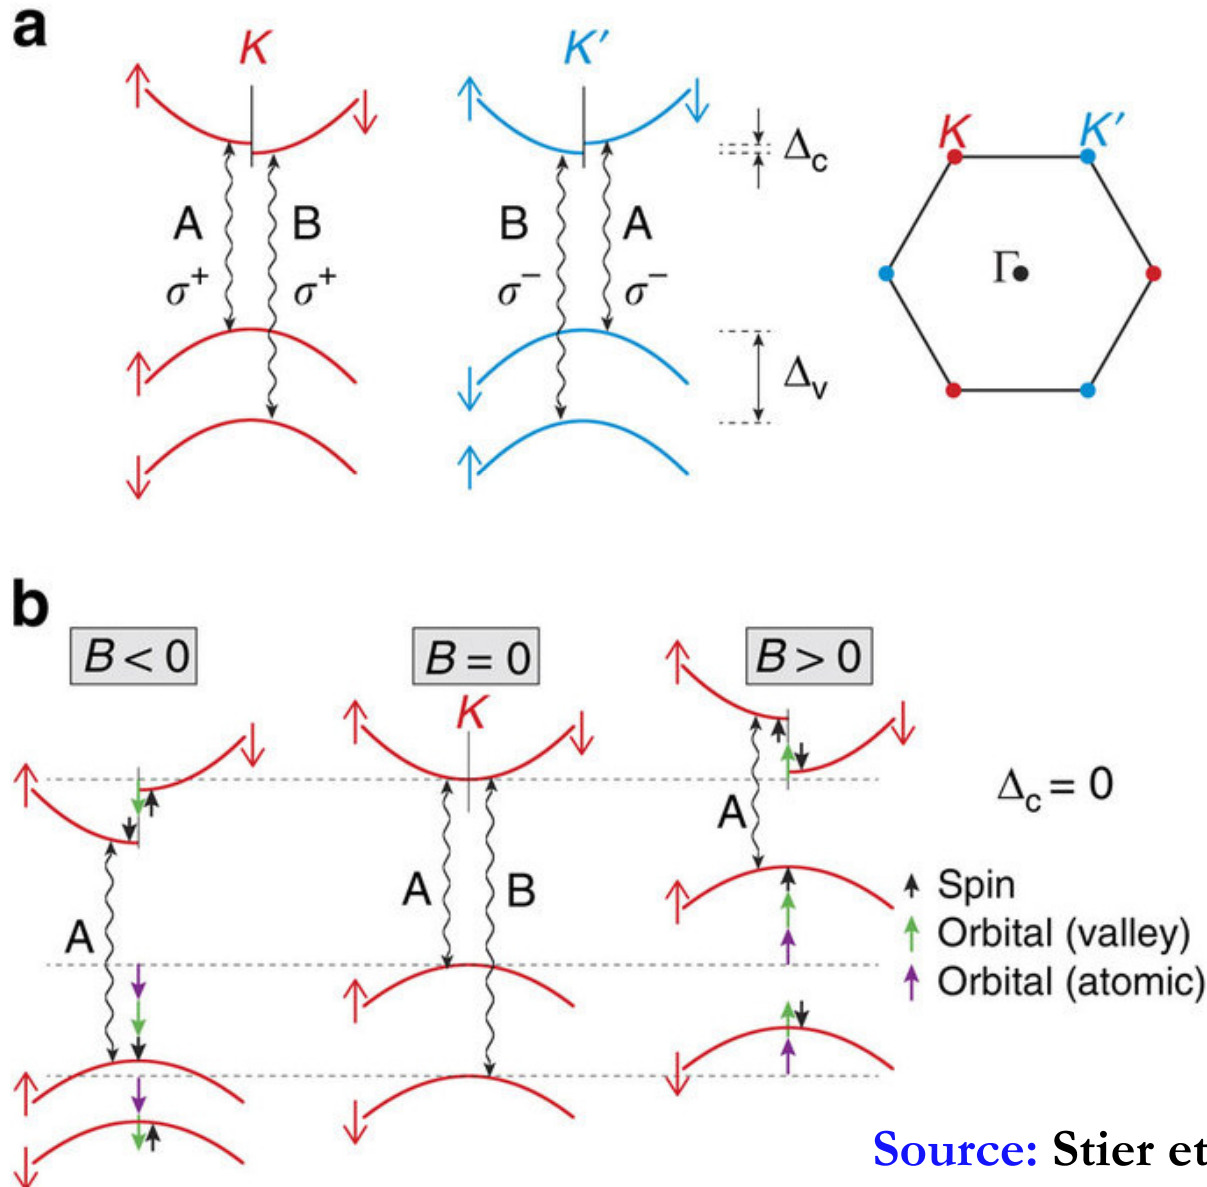 a
K K′
K K′
Δc
A B B A
σ+ σ+ σ− σ−
Γ
Δv
b
B < 0 B = 0 B > 0
K
Δc = 0
A
A B
A
Spin
Orbital (valley)
Orbital (atomic)
Source: Stier et